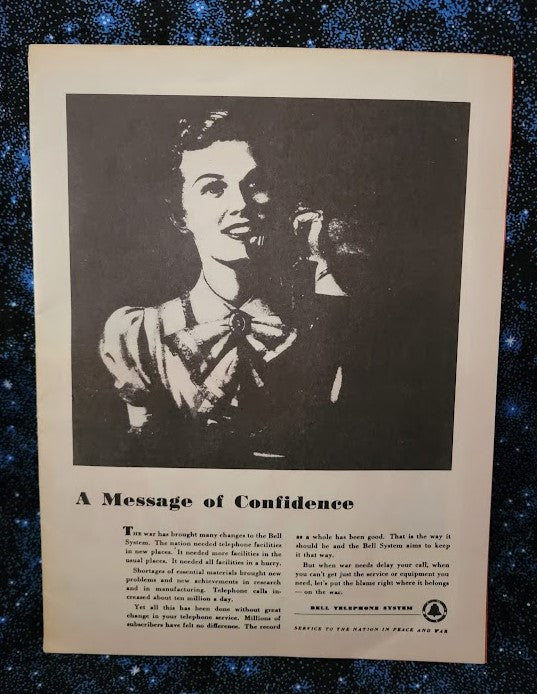 A Message of Confidence
THE war has brought many changes to the Bell
System. The nation needed telephone facilities
in new places. It needed more facilities in the
usual places. It needed all facilities in a hurry.
Shortages of essential materials brought new
problems and new achievements in research
and in manufacturing. Telephone calls in-
creased about ten million a day.
Yet all this has been done without great
change in your telephone service. Millions of
subscribers have felt no difference. The record
as a whole has been good. That is the way it
should be and the Bell System aims to keep
it that way.
But when war needs delay your call, when
you can't get just the service or equipment you
need, let's put the blame right where it belongs
— on the war.
BELL TELEPHONE SYSTEM
SERVICE TO THE NATION IN PEACE AND WAR